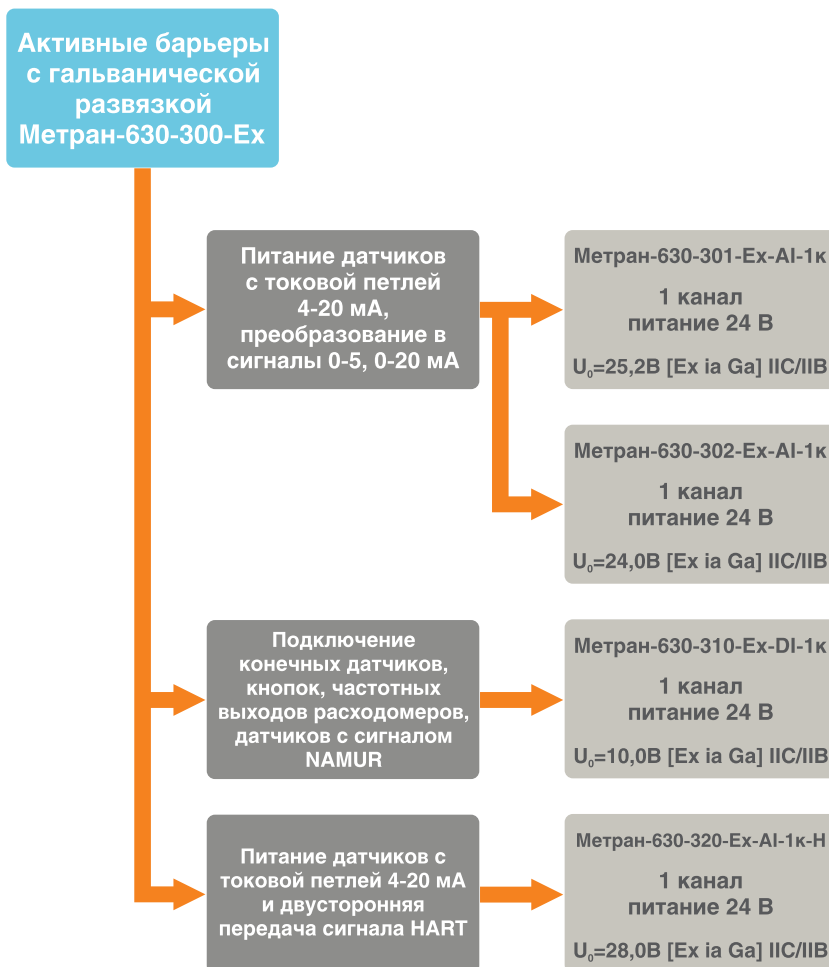 Активные барьеры
с гальванической
развязкой
Метран-630-300-Ex
Питание датчиков
с токовой петлей
4-20 мА,
преобразование в
сигналы 0-5, 0-20 мА
Метран-630-301-Ex-AI-1к
1 канал
питание 24 В
U₀=25,2В [Ex ia Ga] IIC/IIB
Метран-630-302-Ex-AI-1к
1 канал
питание 24 В
U₀=24,0В [Ex ia Ga] IIC/IIB
Подключение
конечных датчиков,
кнопок, частотных
выходов расходомеров,
датчиков с сигналом
NAMUR
Метран-630-310-Ex-DI-1к
1 канал
питание 24 В
U₀=10,0В [Ex ia Ga] IIC/IIB
Питание датчиков с
токовой петлей 4-20 мА
и двусторонняя
передача сигнала HART
Метран-630-320-Ex-AI-1к-H
1 канал
питание 24 В
U₀=28,0В [Ex ia Ga] IIC/IIB